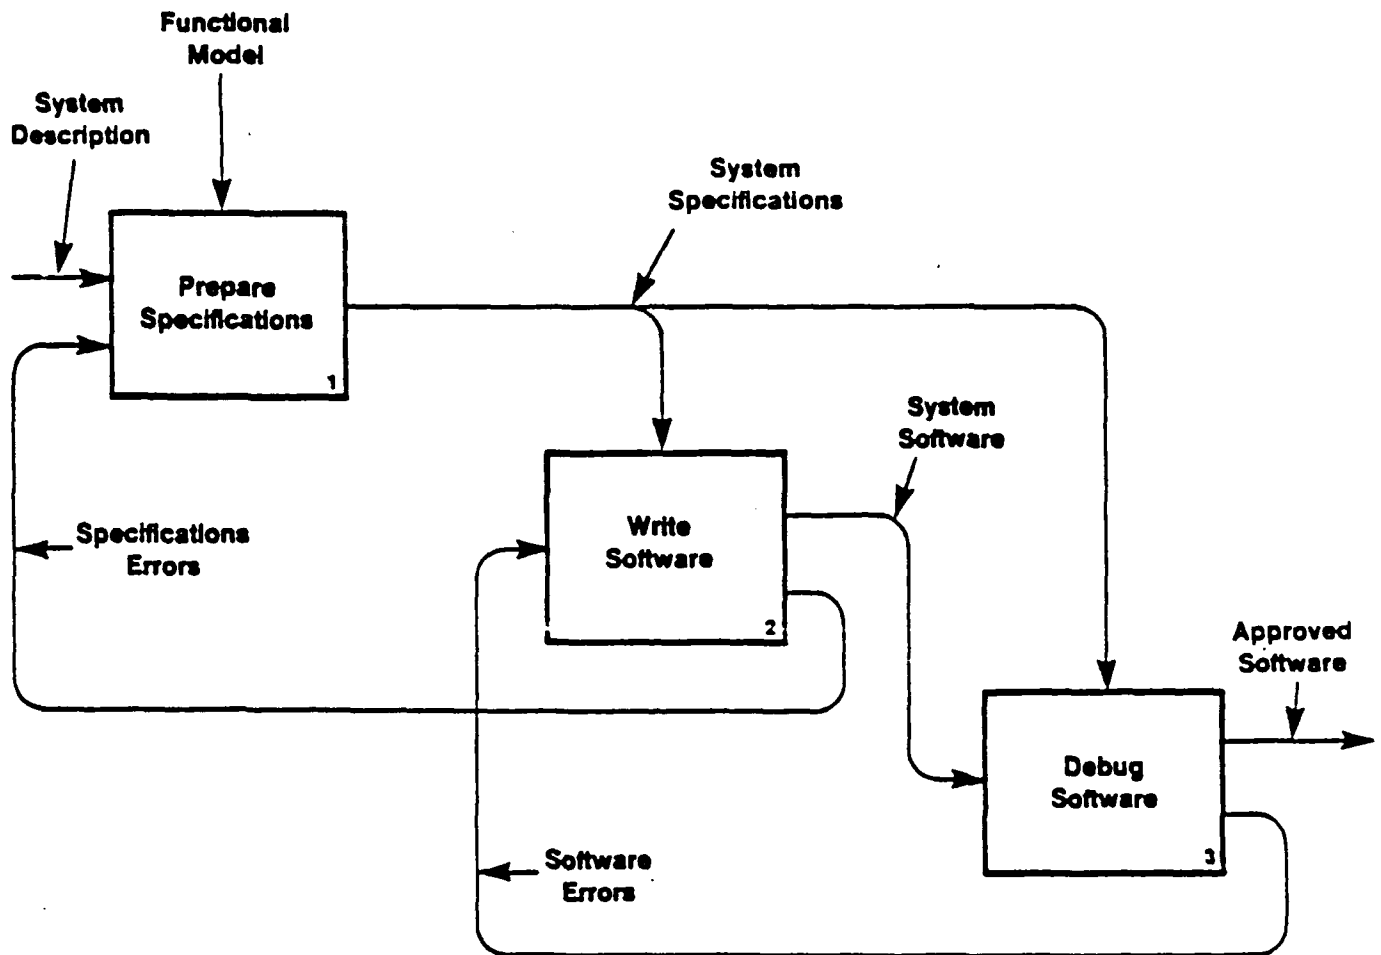 Functional
Model
System
Description
System
Specifications
Prepare
Specifications
1
System
Software
Write
Software
2
Specifications
Errors
Approved
Software
Debug
Software
3
Software
Errors